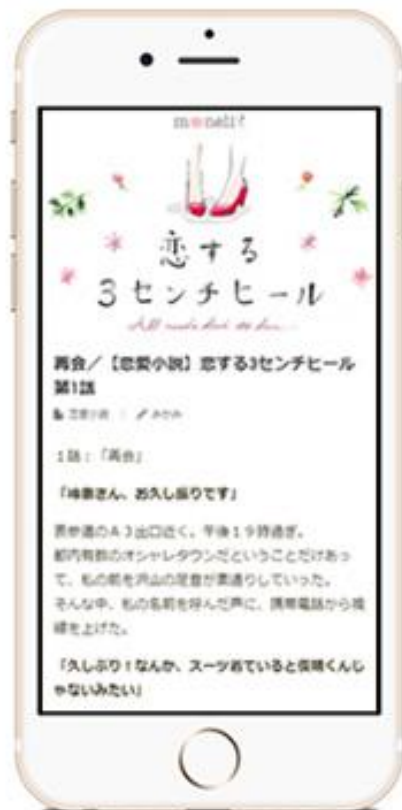 恋する
3センチヒール
再会／【恋愛小説】恋する3センチヒール
第1話
恋愛小説
1話：「再会」
さん、お久し振りです」
表参道のA3出口近く。午後19時過ぎ。
都内有数のオシャレタウンだということだけあっ
て、私の前を沢山の足音が素通りしていった。
そんな中、私の名前を呼んだ声に、携帯電話から視
線を上げた。
「久しぶり！なんか、スーツ着ていると俊晴くんじ
ゃないみたい」